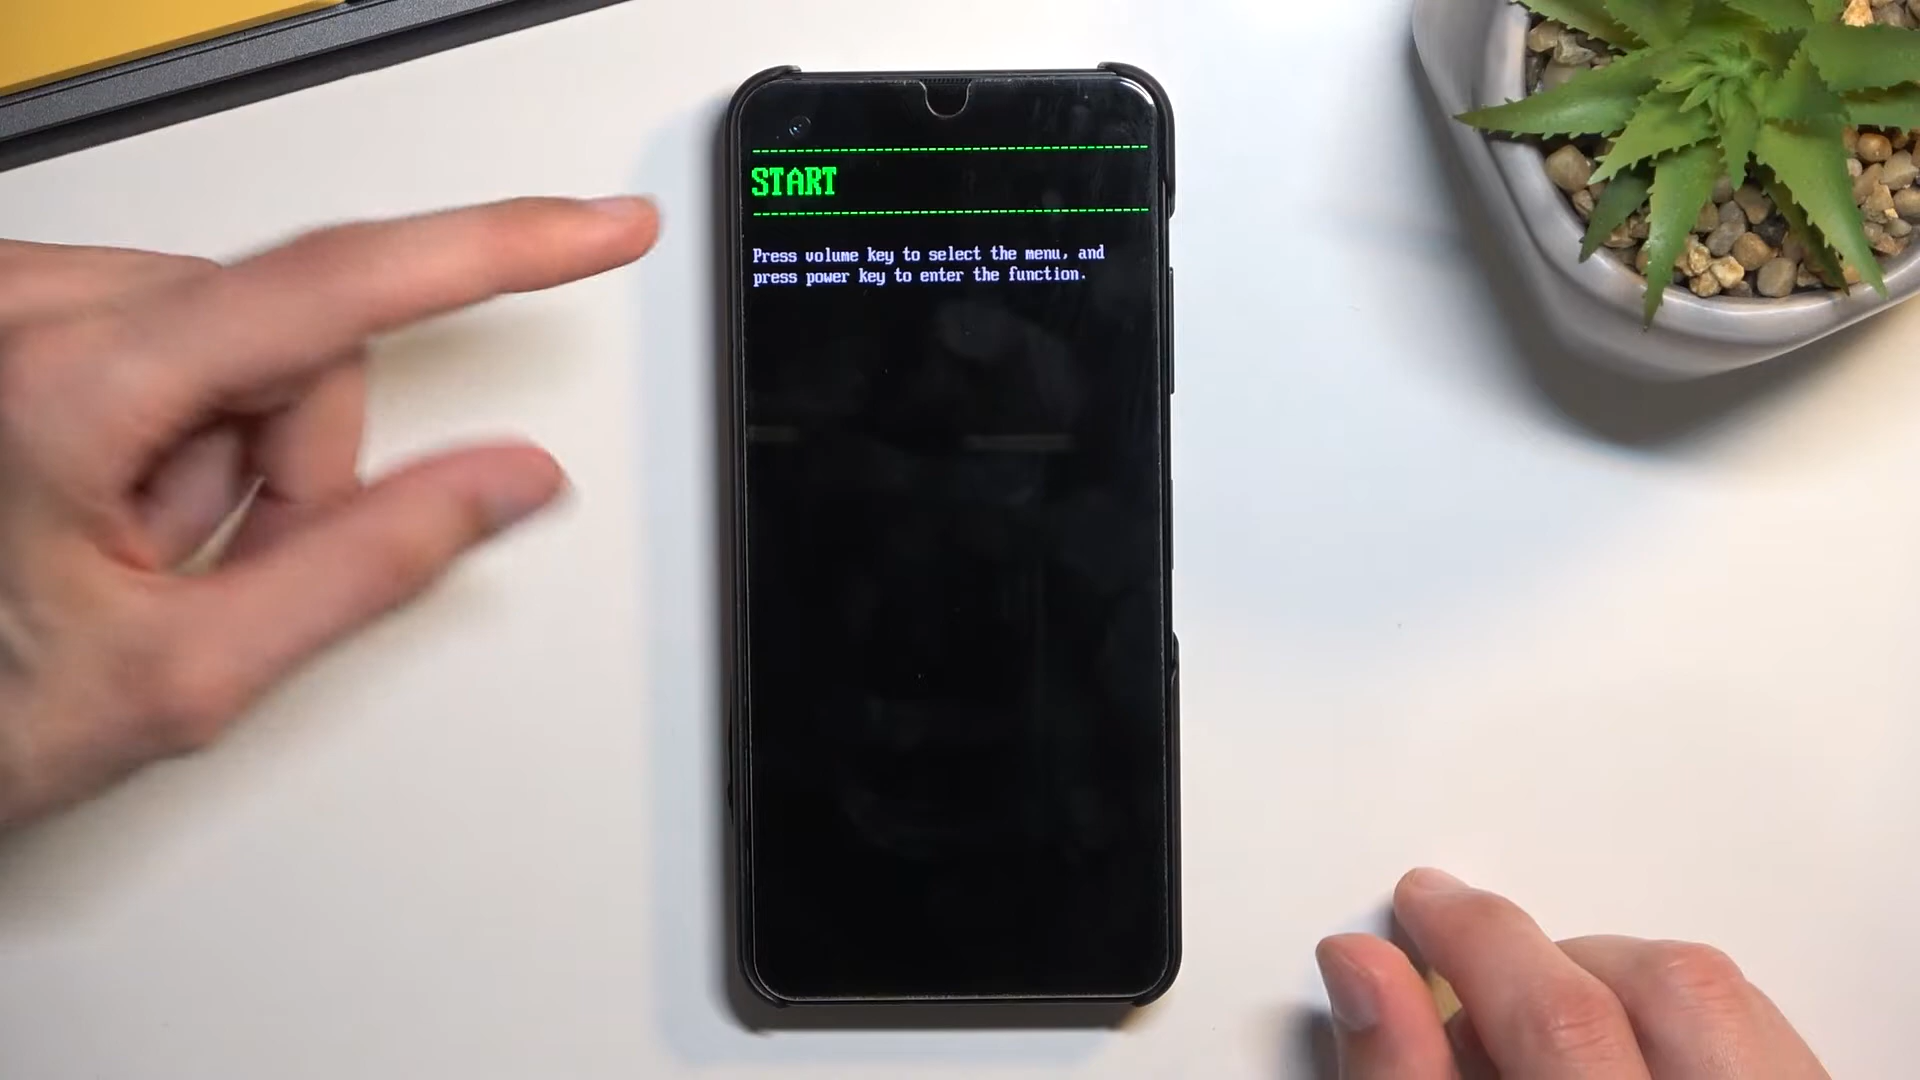 START
Press volume key to select the menu, and
press power key to enter the function.